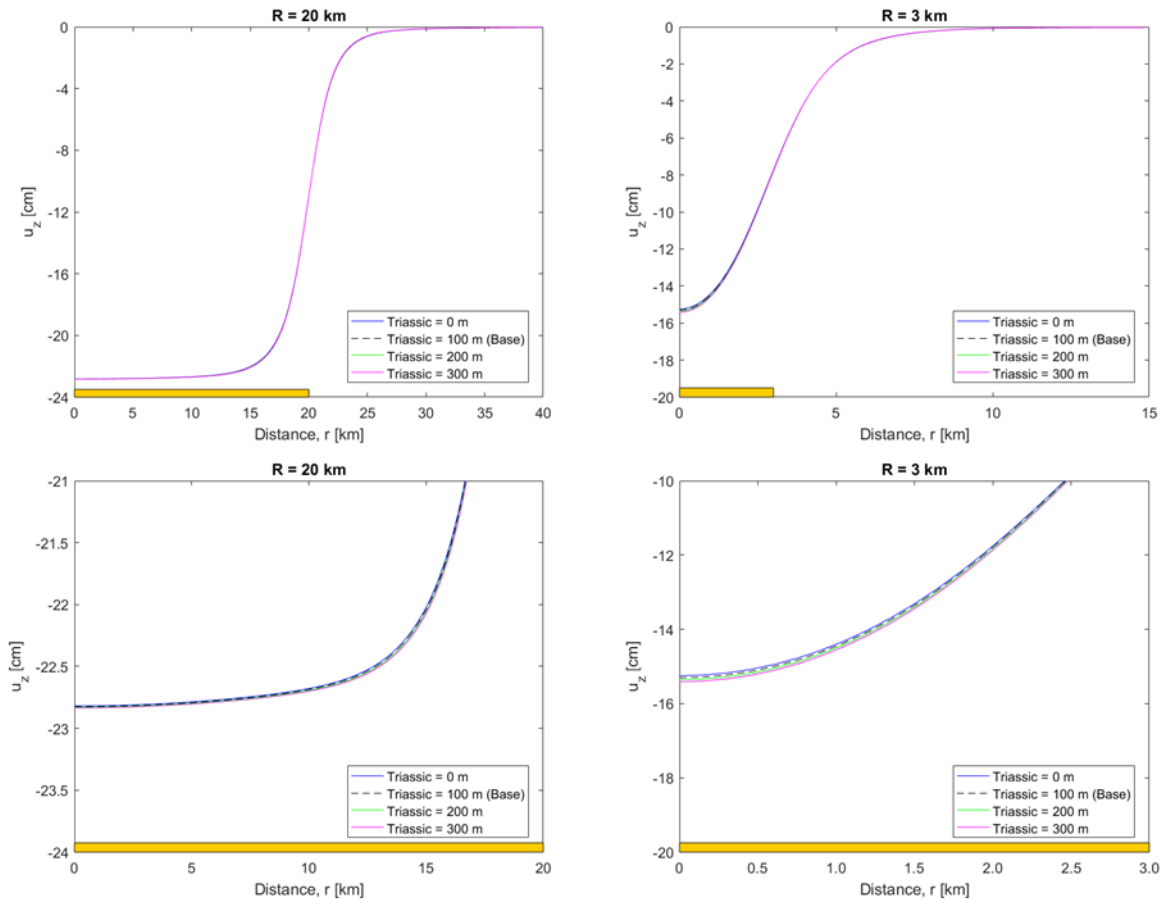 R = 20 km
0
-4
-8
-12
-16
-20
-24
u_z [cm]
Triassic = 0 m
Triassic = 100 m (Base)
Triassic = 200 m
Triassic = 300 m
0 5 10 15 20 25 30 35 40
Distance, r [km]
R = 3 km
0
-2
-4
-6
-8
-10
-12
-14
-16
-18
-20
u_z [cm]
Triassic = 0 m
Triassic = 100 m (Base)
Triassic = 200 m
Triassic = 300 m
0 5 10 15
Distance, r [km]
R = 20 km
-21
-21.5
-22
-22.5
-23
-23.5
-24
u_z [cm]
Triassic = 0 m
Triassic = 100 m (Base)
Triassic = 200 m
Triassic = 300 m
0 5 10 15 20
Distance, r [km]
R = 3 km
-10
-12
-14
-16
-18
-20
u_z [cm]
Triassic = 0 m
Triassic = 100 m (Base)
Triassic = 200 m
Triassic = 300 m
0 0.5 1.0 1.5 2.0 2.5 3.0
Distance, r [km]